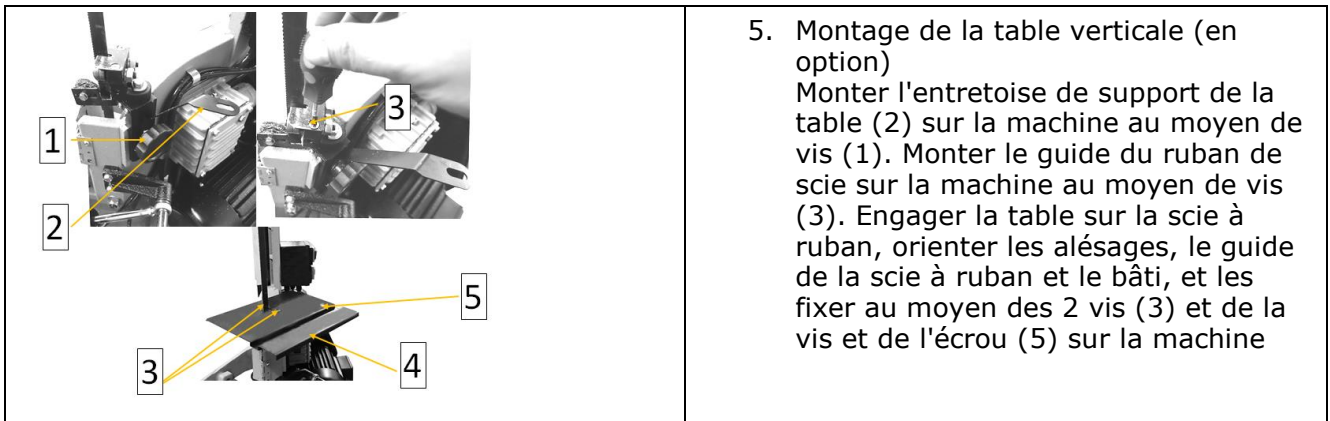 1
2
3
3
4
5
5. Montage de la table verticale (en
option)
Monter l'entretoise de support de la
table (2) sur la machine au moyen de
vis (1). Monter le guide du ruban de
scie sur la machine au moyen de vis
(3). Engager la table sur la scie à
ruban, orienter les alésages, le guide
de la scie à ruban et le bâti, et les
fixer au moyen des 2 vis (3) et de la
vis et de l'écrou (5) sur la machine